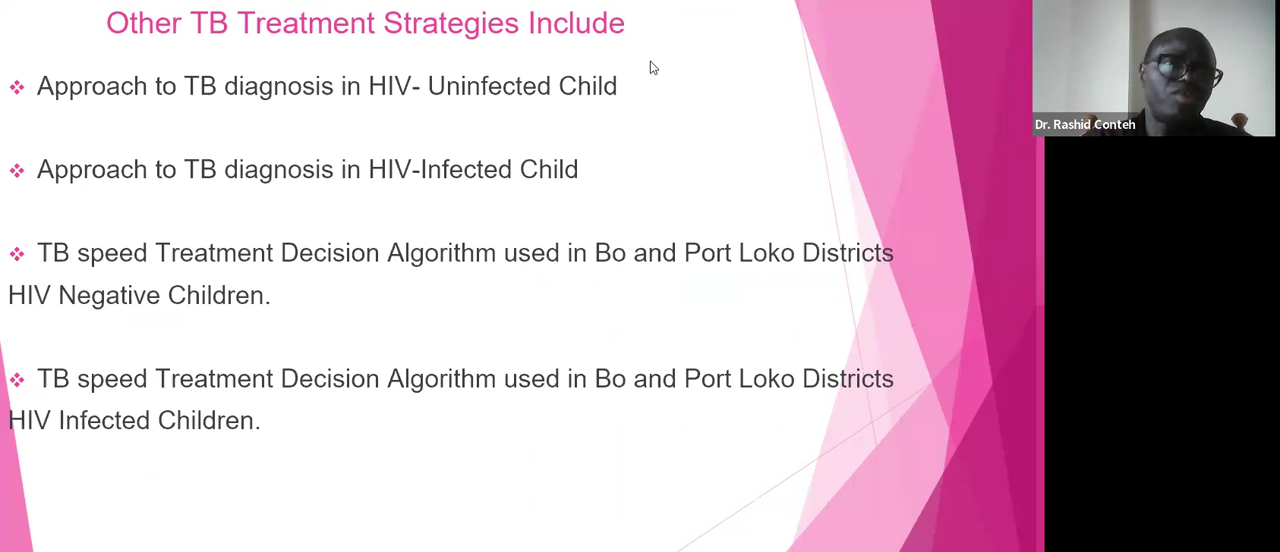 Other TB Treatment Strategies Include
Approach to TB diagnosis in HIV- Uninfected Child
Approach to TB diagnosis in HIV-Infected Child
TB speed Treatment Decision Algorithm used in Bo and Port Loko Districts
HIV Negative Children.
TB speed Treatment Decision Algorithm used in Bo and Port Loko Districts
HIV Infected Children.
Dr. Rashid Conteh